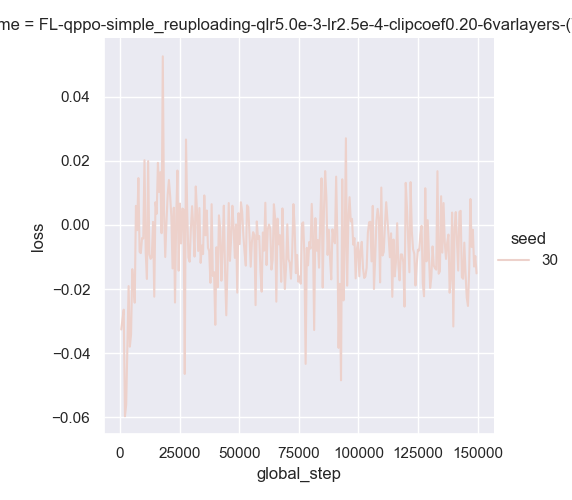 me = FL-qppo-simple_reuploading-qlr5.0e-3-lr2.5e-4-clipcoef0.20-6varlayers-(
0.04
0.02
0.00
−0.02
−0.04
−0.06
loss
seed
30
0 25000 50000 75000 100000 125000 150000
global_step